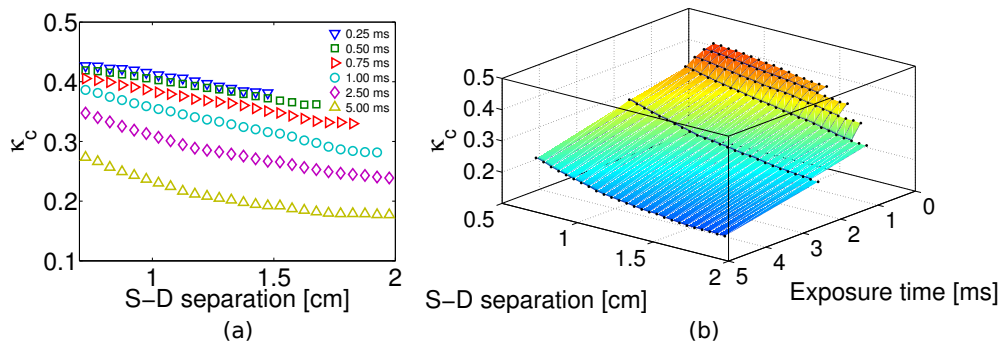 0.5
0.4
0.3
0.2
0.1
κc
1
1.5
2
S−D separation [cm]
0.25 ms
0.50 ms
0.75 ms
1.00 ms
2.50 ms
5.00 ms
(a)
0.5
0.4
0.3
0.2
κc
0.5
1
1.5
2
S−D separation [cm]
5
4
3
2
1
0
Exposure time [ms]
(b)